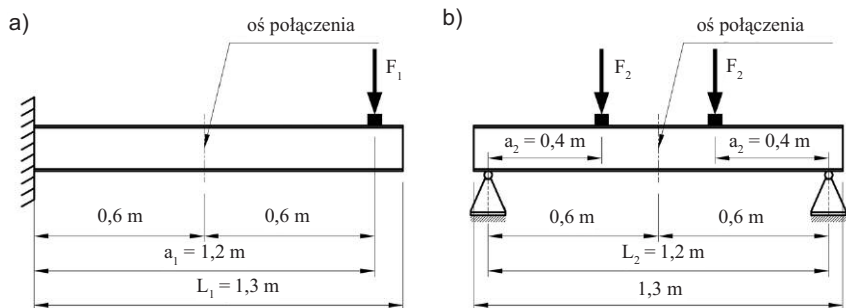 a)
oś połączenia
F₁
0,6 m
0,6 m
a₁ = 1,2 m
L₁ = 1,3 m
b)
oś połączenia
F₂
F₂
a₂ = 0,4 m
a₂ = 0,4 m
0,6 m
0,6 m
L₂ = 1,2 m
1,3 m